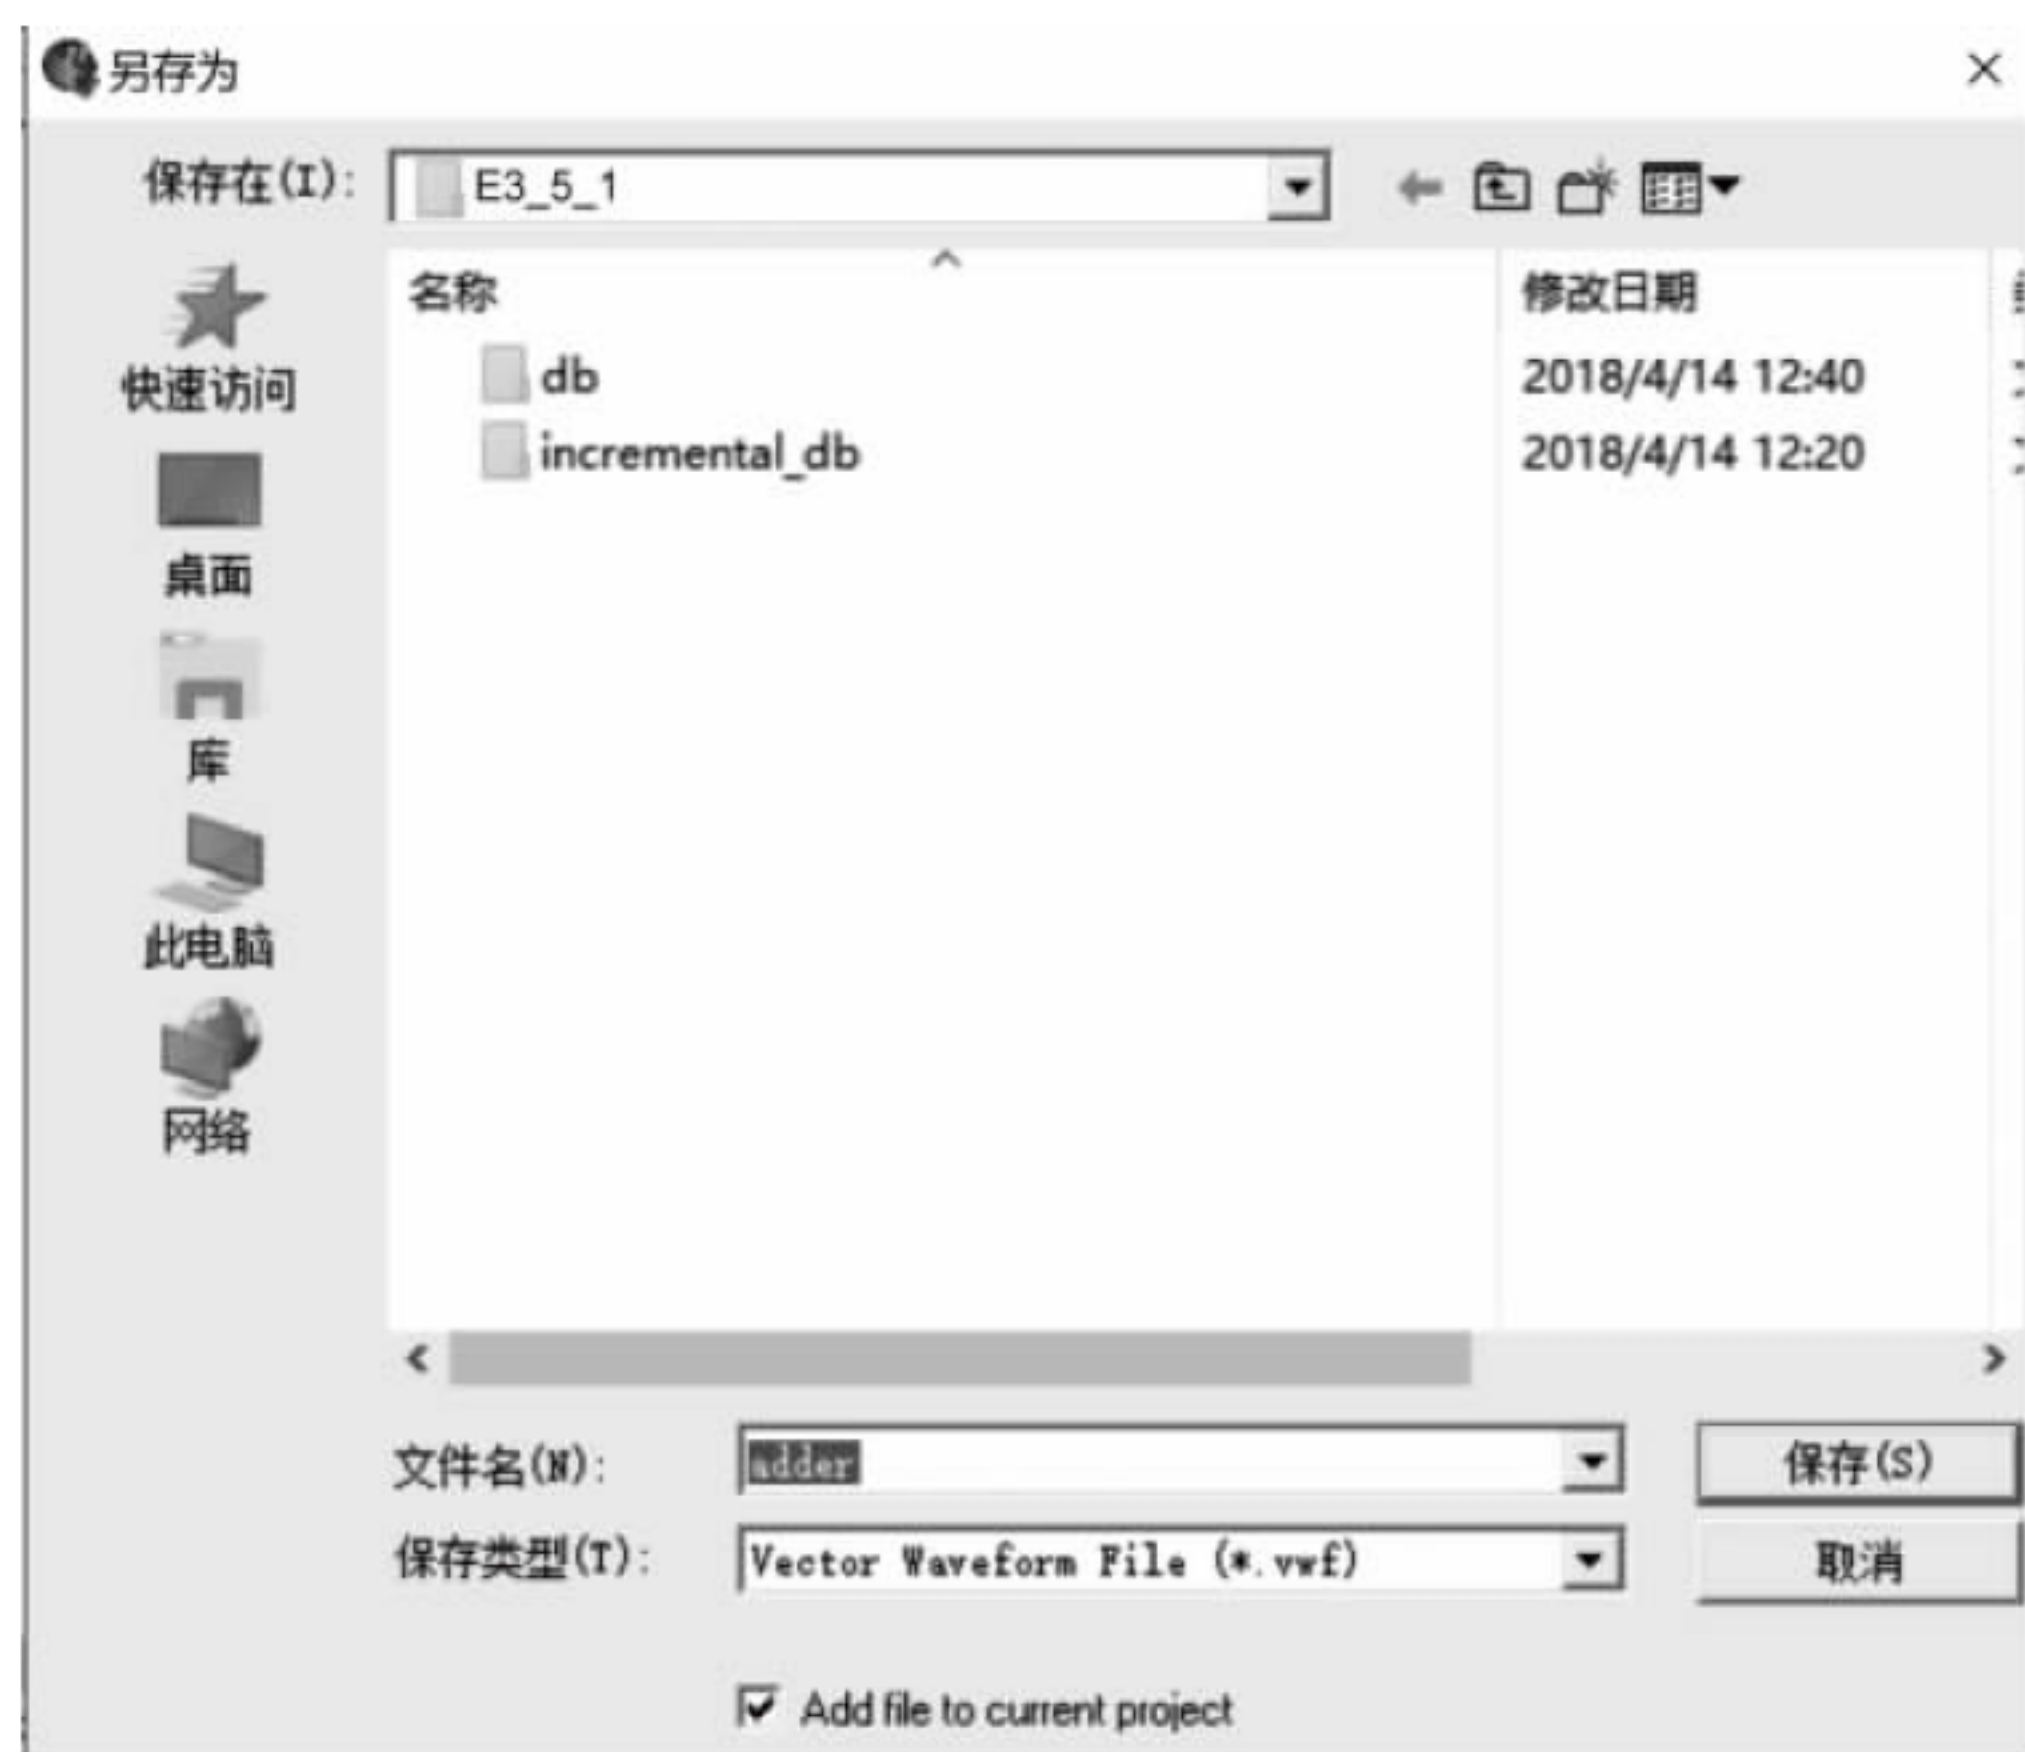 另存为
保存在(I):
E3_5_1
名称
修改日期
db
2018/4/14 12:40
incremental_db
2018/4/14 12:20
快速访问
桌面
库
此电脑
网络
文件名(N):
adder
保存(S)
保存类型(T):
Vector Waveform File (*.vwf)
取消
Add file to current project